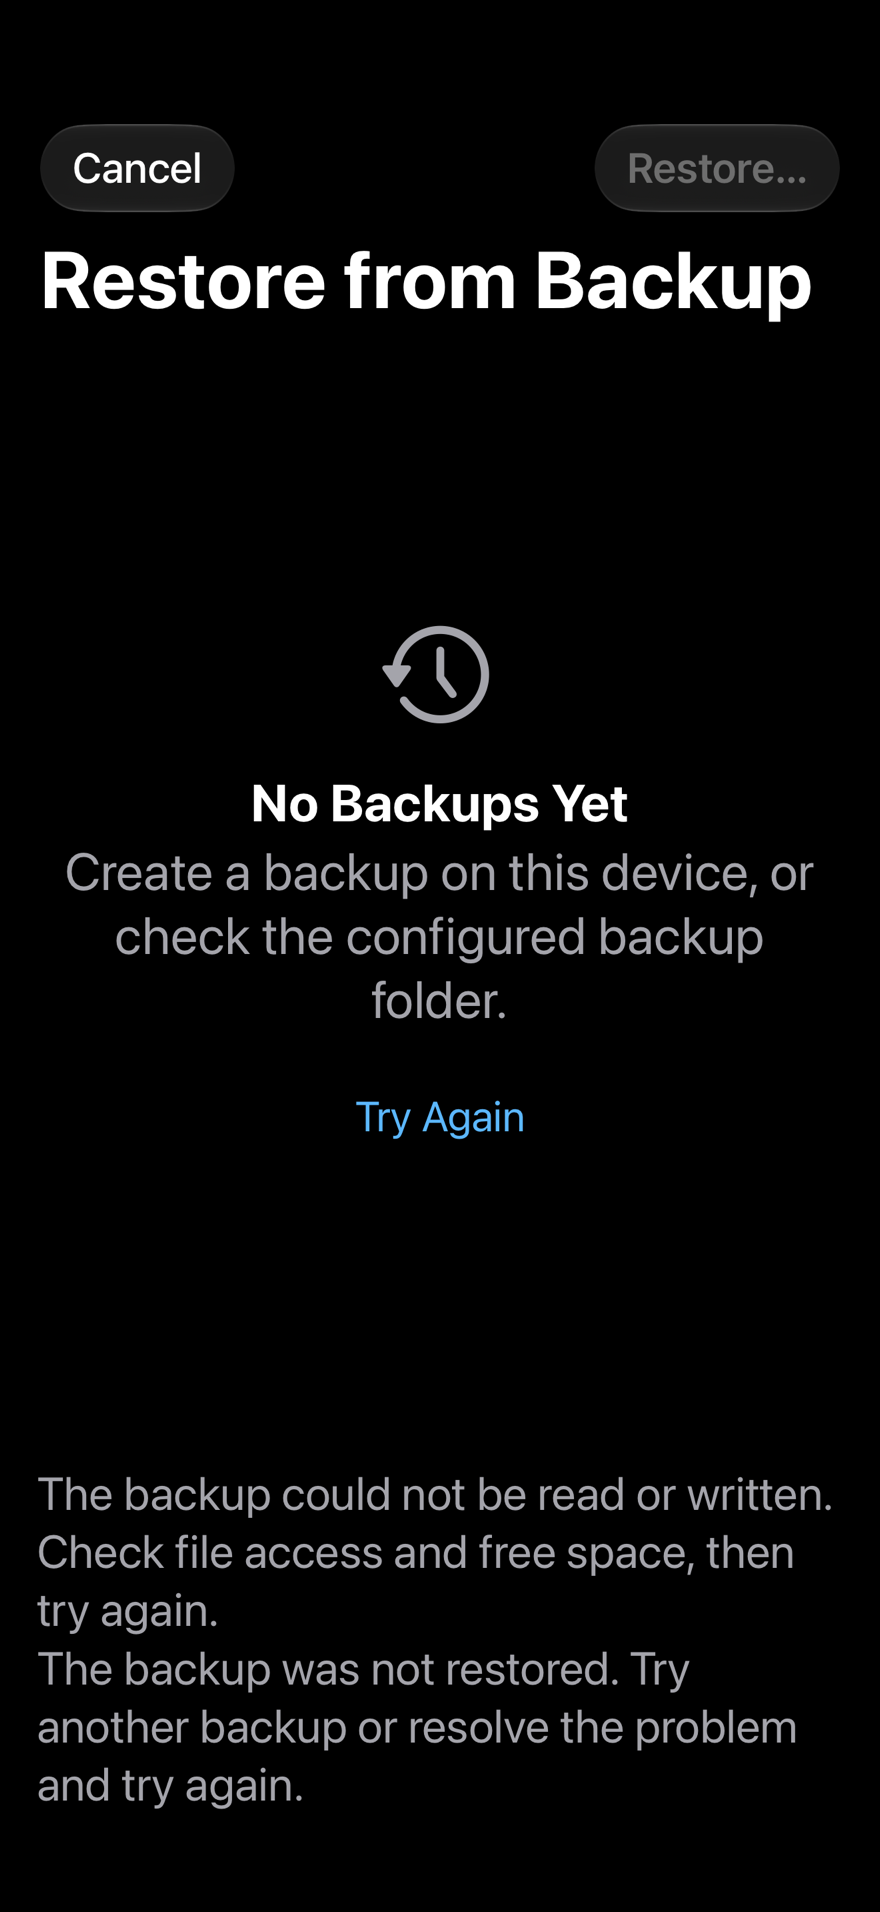 Cancel
Restore...
Restore from Backup
No Backups Yet
Create a backup on this device, or
check the configured backup
folder.
Try Again
The backup could not be read or written.
Check file access and free space, then
try again.
The backup was not restored. Try
another backup or resolve the problem
and try again.